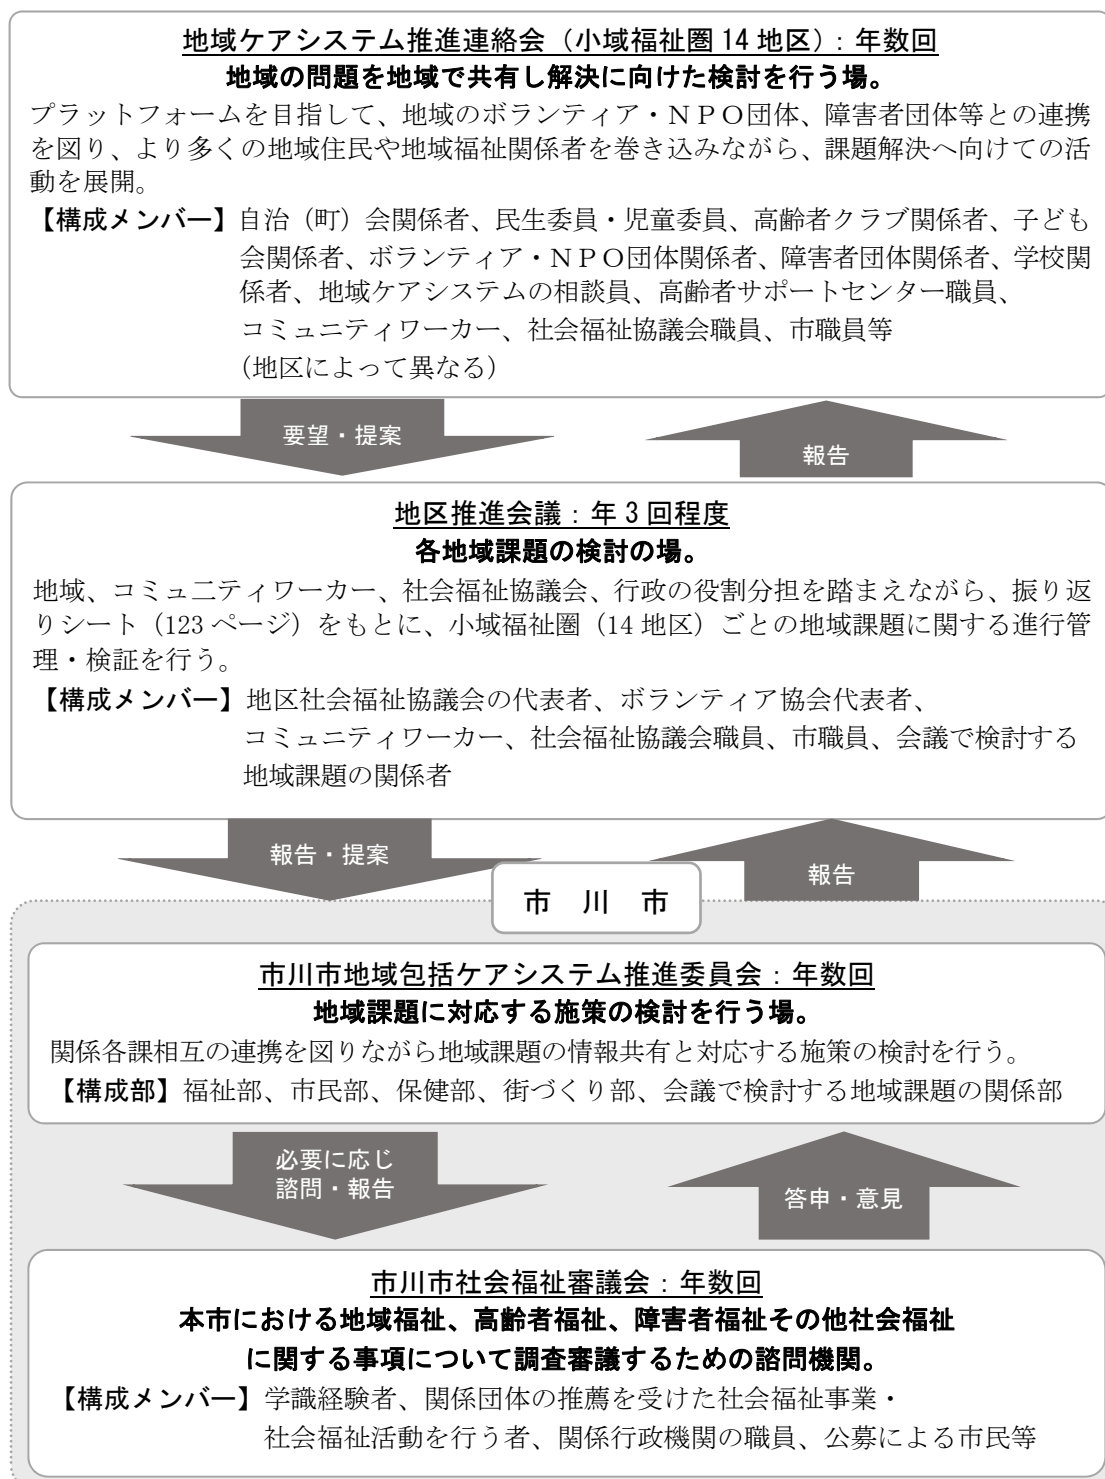 地域ケアシステム推進連絡会（小域福祉圏 14 地区）：年数回
地域の問題を地域で共有し解決に向けた検討を行う場。
プラットフォームを目指して、地域のボランティア・ＮＰＯ団体、障害者団体等との連携
を図り、より多くの地域住民や地域福祉関係者を巻き込みながら、課題解決へ向けての活
動を展開。
【構成メンバー】自治（町）会関係者、民生委員・児童委員、高齢者クラブ関係者、子ども
会関係者、ボランティア・ＮＰＯ団体関係者、障害者団体関係者、学校関
係者、地域ケアシステムの相談員、高齢者サポートセンター職員、
コミュニティワーカー、社会福祉協議会職員、市職員等
（地区によって異なる）
要望・提案
報告
地区推進会議：年 3 回程度
各地域課題の検討の場。
地域、コミュニティワーカー、社会福祉協議会、行政の役割分担を踏まえながら、振り返
りシート（123 ページ）をもとに、小域福祉圏（14 地区）ごとの地域課題に関する進行管
理・検証を行う。
【構成メンバー】地区社会福祉協議会の代表者、ボランティア協会代表者、
コミュニティワーカー、社会福祉協議会職員、市職員、会議で検討する
地域課題の関係者
報告・提案
報告
市 川 市
市川市地域包括ケアシステム推進委員会：年数回
地域課題に対応する施策の検討を行う場。
関係各課相互の連携を図りながら地域課題の情報共有と対応する施策の検討を行う。
【構成部】福祉部、市民部、保健部、街づくり部、会議で検討する地域課題の関係部
必要に応じ
諮問・報告
答申・意見
市川市社会福祉審議会：年数回
本市における地域福祉、高齢者福祉、障害者福祉その他社会福祉
に関する事項について調査審議するための諮問機関。
【構成メンバー】学識経験者、関係団体の推薦を受けた社会福祉事業・
社会福祉活動を行う者、関係行政機関の職員、公募による市民等